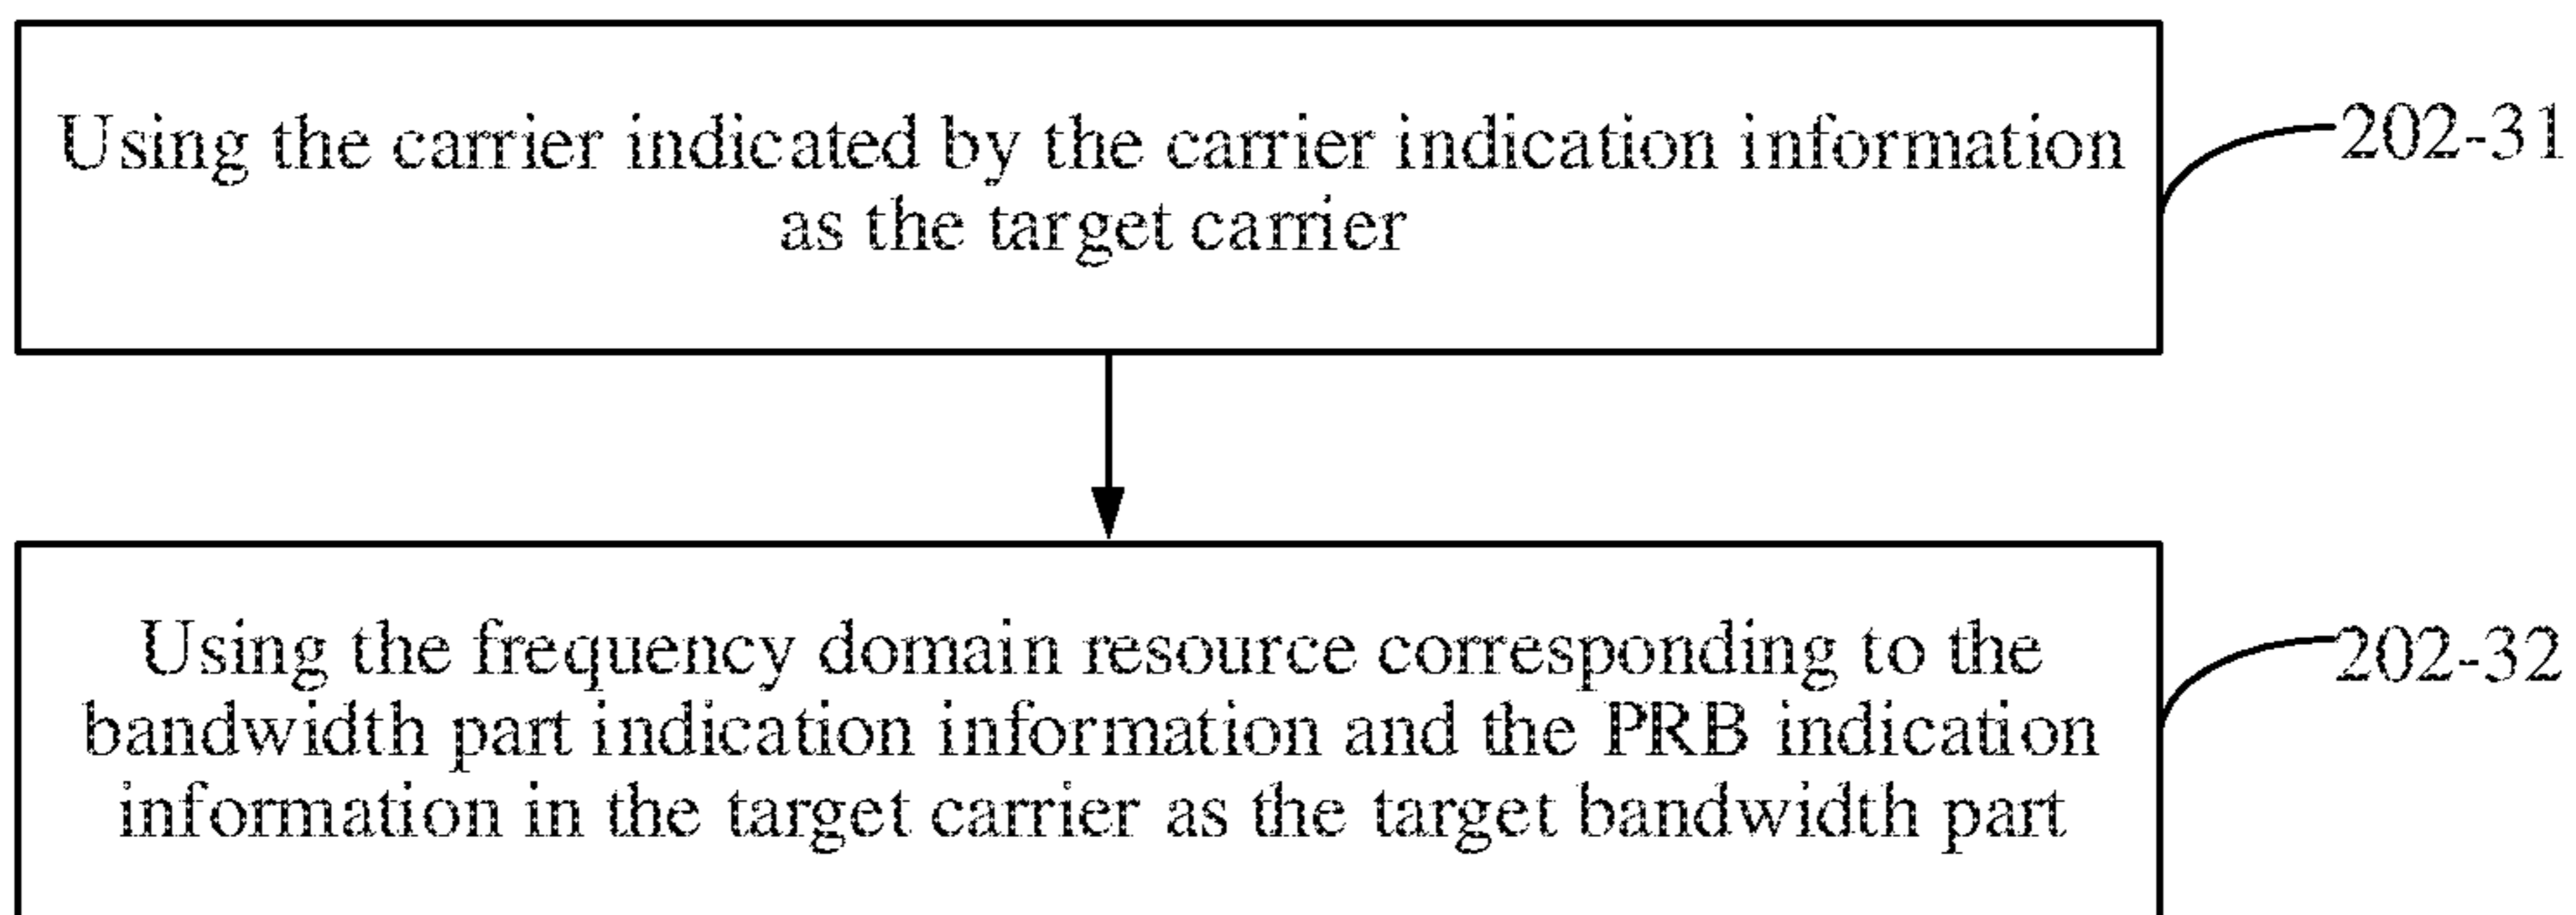 Using the carrier indicated by the carrier indication information
as the target carrier
202-31
Using the frequency domain resource corresponding to the
bandwidth part indication information and the PRB indication
information in the target carrier as the target bandwidth part
202-32